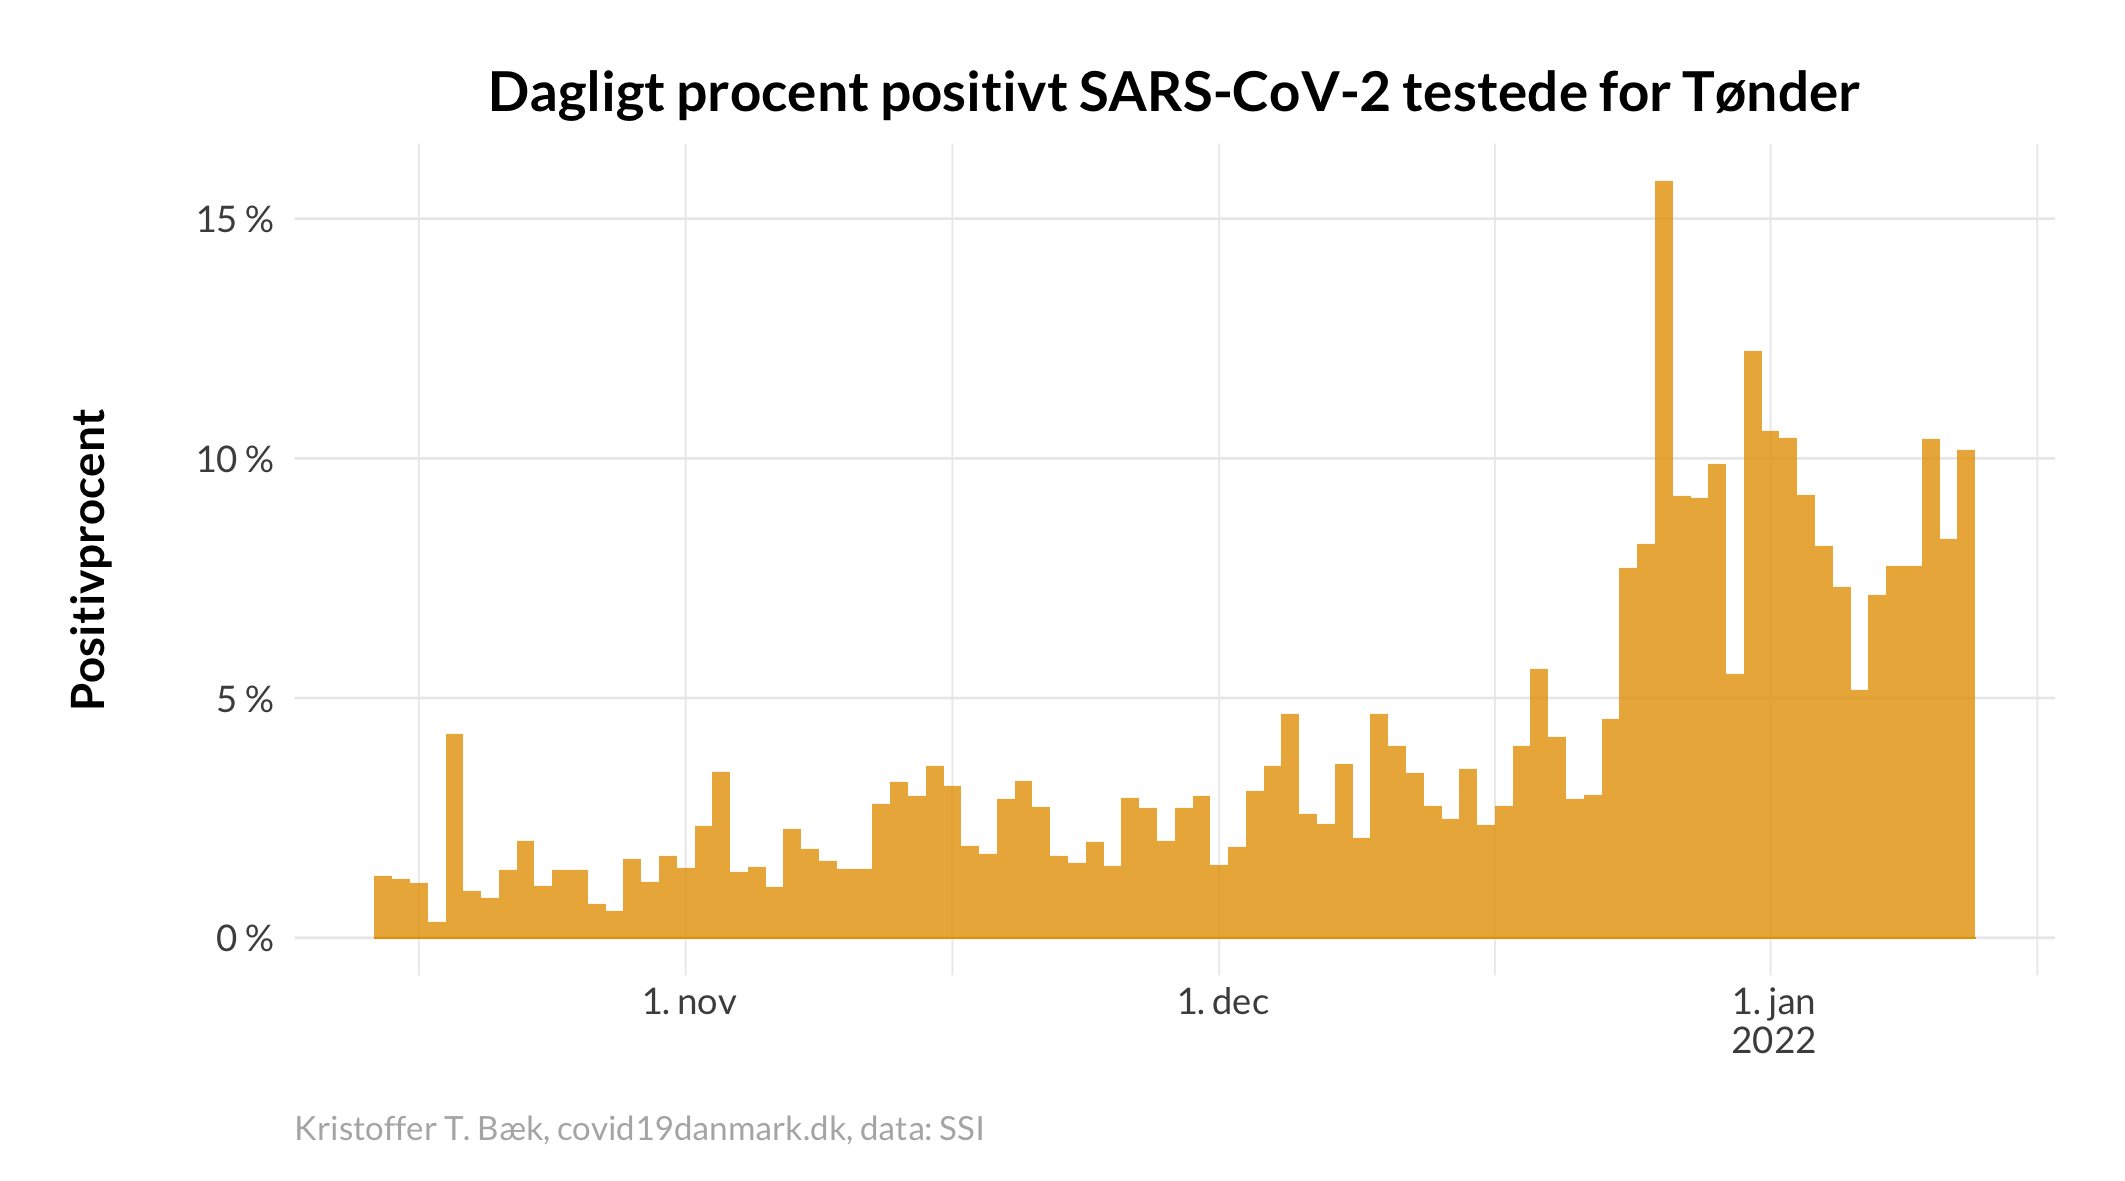 Dagligt procent positivt SARS-CoV-2 testede for Tønder
Positivprocent
15 %
10 %
5 %
0 %
1. nov
1. dec
1. jan
2022
Kristoffer T. Bæk, covid19danmark.dk, data: SSI